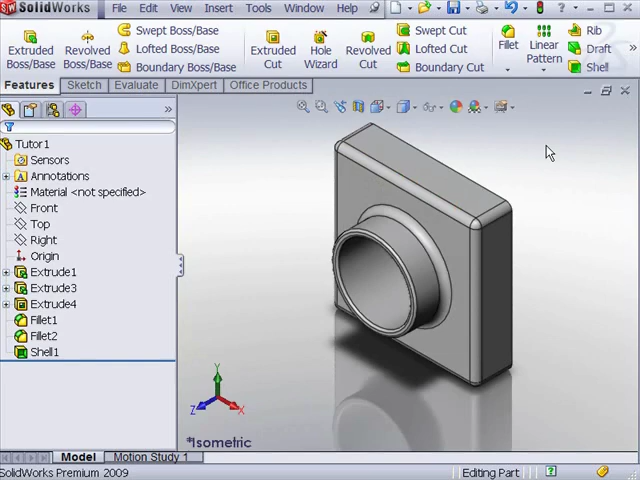 SolidWorks File Edit View Insert Tools Window Help
Extruded Boss/Base
Revolved Boss/Base
Swept Boss/Base
Lofted Boss/Base
Boundary Boss/Base
Extruded Cut
Hole Wizard
Revolved Cut
Swept Cut
Lofted Cut
Boundary Cut
Fillet
Linear Pattern
Rib
Draft
Shell
Features Sketch Evaluate DimXpert Office Products
Tutor1
Sensors
Annotations
Material <not specified>
Front
Top
Right
Origin
Extrude1
Extrude3
Extrude4
Fillet1
Fillet2
Shell1
Y
Z
X
*Isometric
Model Motion Study 1
SolidWorks Premium 2009 Editing Part